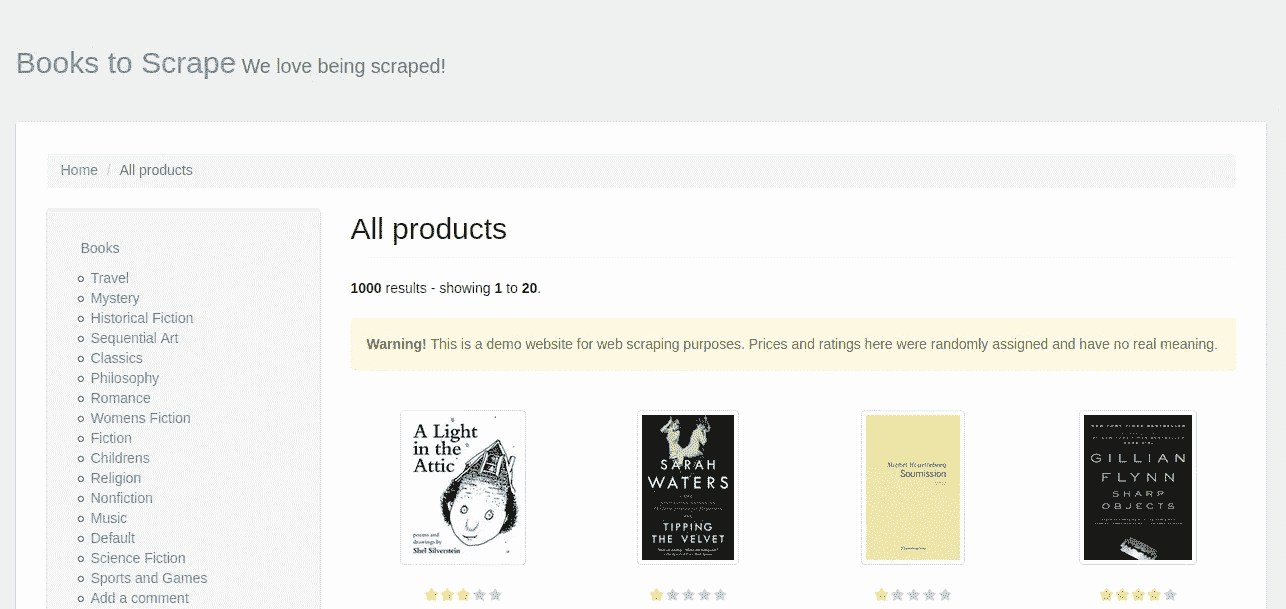 Books to Scrape We love being scraped!
Home / All products
Books
Travel
Mystery
Historical Fiction
Sequential Art
Classics
Philosophy
Romance
Womens Fiction
Fiction
Childrens
Religion
Nonfiction
Music
Default
Science Fiction
Sports and Games
Add a comment
All products
1000 results - showing 1 to 20.
Warning! This is a demo website for web scraping purposes. Prices and ratings here were randomly assigned and have no real meaning.
A Light
in the
Attic
poems and
drawings by
Shel Silverstein
SARAH
WATERS
TIPPING
THE VELVET
Michel Houellebecq
Soumission
GILLIAN
FLYNN
SHARP
OBJECTS